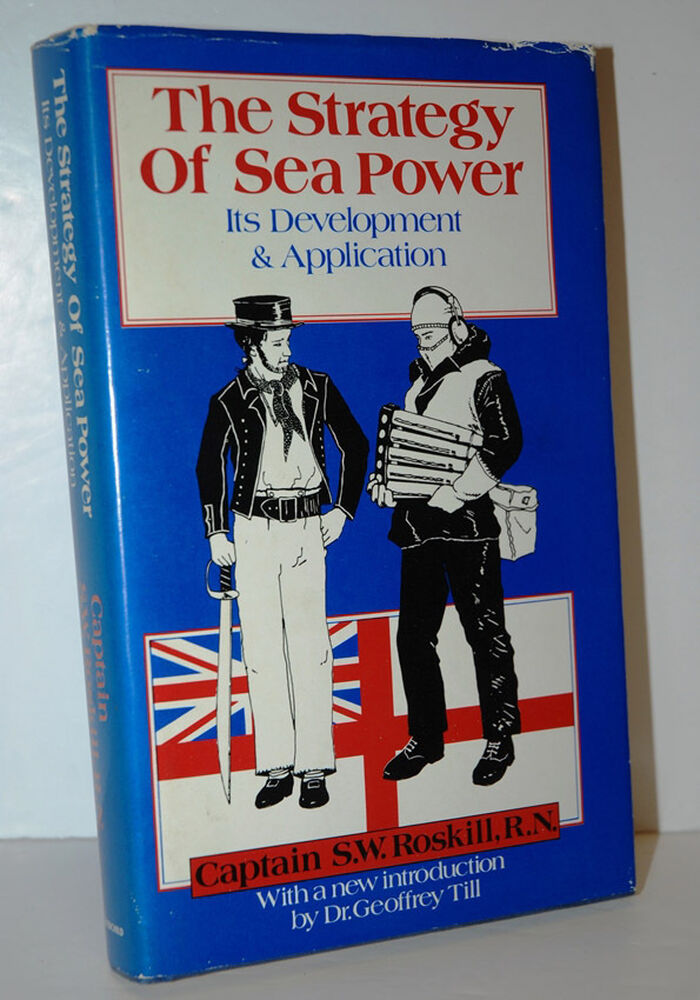 The Strategy
Of Sea Power
Its Development
& Application
Captain S.W. Roskill, R.N.
With a new introduction
by Dr. Geoffrey Till
The Strategy Of Sea Power
Its Development & Application
Captain